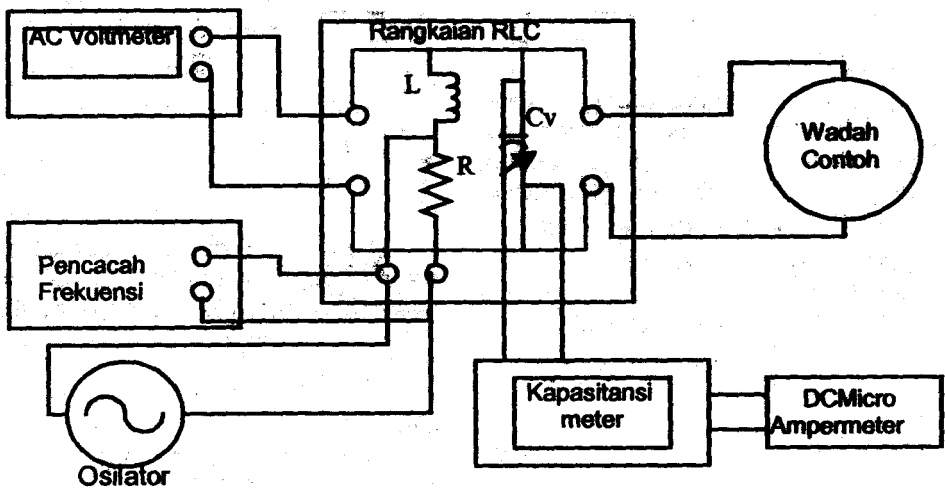 AC Voltmeter
Rangkaian RLC
L
Cv
R
Wadah
Contoh
Pencacah
Frekuensi
Kapasitansi
meter
DCMicro
Ampermeter
Osilator